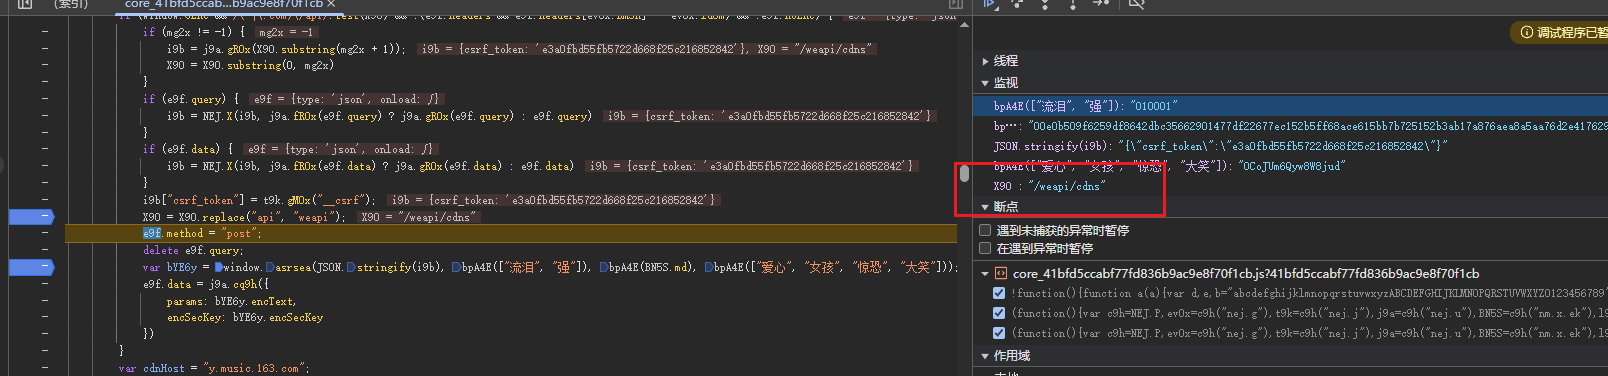 (索引)
core_41bfd5ccab...b9ac9e8f70f1cb ×
if (mg2x != -1) { mg2x = -1
i9b = j9a.gROx(X90.substring(mg2x + 1)); i9b = {csrf_token: 'e3a0fbd55fb5722d668f25c216852842'}, X90 = "/weapi/cdns"
X90 = X90.substring(0, mg2x)
}
if (e9f.query) { e9f = {type: 'json', onload: ƒ}
i9b = NEJ.X(i9b, j9a.fROx(e9f.query) ? j9a.gROx(e9f.query) : e9f.query) i9b = {csrf_token: 'e3a0fbd55fb5722d668f25c216852842'}
}
if (e9f.data) { e9f = {type: 'json', onload: ƒ}
i9b = NEJ.X(i9b, j9a.fROx(e9f.data) ? j9a.gROx(e9f.data) : e9f.data) i9b = {csrf_token: 'e3a0fbd55fb5722d668f25c216852842'}
}
i9b["csrf_token"] = t9k.gMOx("__csrf"); i9b = {csrf_token: 'e3a0fbd55fb5722d668f25c216852842'}
X90 = X90.replace("api", "weapi"); X90 = "/weapi/cdns"
e9f.method = "post";
delete e9f.query;
var bYE6y = window.asrsea(JSON.stringify(i9b), bpA4E(["流泪", "强"]), bpA4E(BN5S.md), bpA4E(["爱心", "女孩", "惊恐", "大笑"]));
e9f.data = j9a.cq9h({
params: bYE6y.encText,
encSecKey: bYE6y.encSecKey
})
}
var cdnHost = "y.music.163.com";
调试程序已暂
线程
监视
bpA4E(["流泪", "强"]): "010001"
bp…: "00e0b509f6259df8642dbc35662901477df22677ec152b5ff68ace615bb7b725152b3ab17a876aea8a5aa76d2e417629
JSON.stringify(i9b): "{\"csrf_token\":\"e3a0fbd55fb5722d668f25c216852842\"}"
bpA4E(["爱心", "女孩", "惊恐", "大笑"]): "0CoJUm6Qyw8W8jud"
X90 : "/weapi/cdns"
断点
遇到未捕获的异常时暂停
在遇到异常时暂停
core_41bfd5ccabf77fd836b9ac9e8f70f1cb.js?41bfd5ccabf77fd836b9ac9e8f70f1cb
!function(){function a(a){var d,e,b="abcdefghijklmnopqrstuvwxyzABCDEFGHIJKLMNOPQRSTUVWXYZ0123456789"
(function(){var c9h=NEJ.P,ev0x=c9h("nej.g"),t9k=c9h("nej.j"),j9a=c9h("nej.u"),BN5S=c9h("nm.x.ek"),l9
(function(){var c9h=NEJ.P,ev0x=c9h("nej.g"),t9k=c9h("nej.j"),j9a=c9h("nej.u"),BN5S=c9h("nm.x.ek"),l9
作用域